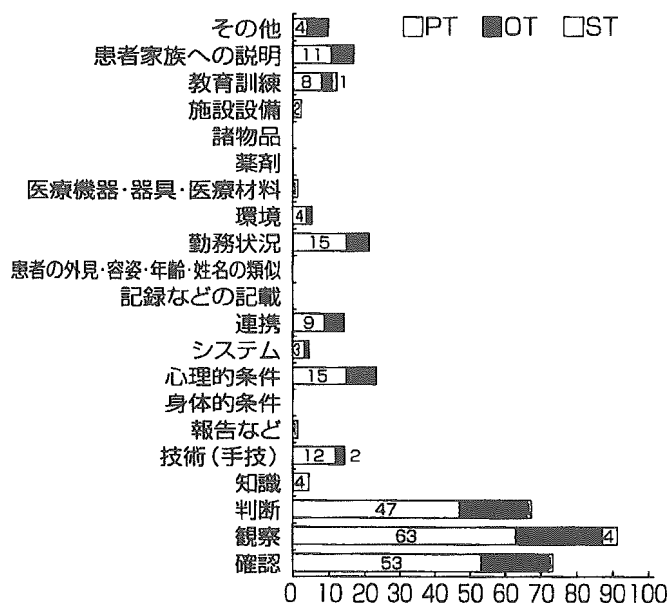 □PT ■OT □ST
その他 4
患者家族への説明 11
教育訓練 8 1
施設設備 2
諸物品
薬剤
医療機器・器具・医療材料
環境 4
勤務状況 15
患者の外見・容姿・年齢・姓名の類似
記録などの記載
連携 9
システム 3
心理的条件 15
身体的条件
報告など
技術(手技) 12 2
知識 4
判断 47
観察 63 4
確認 53
0 10 20 30 40 50 60 70 80 90 100